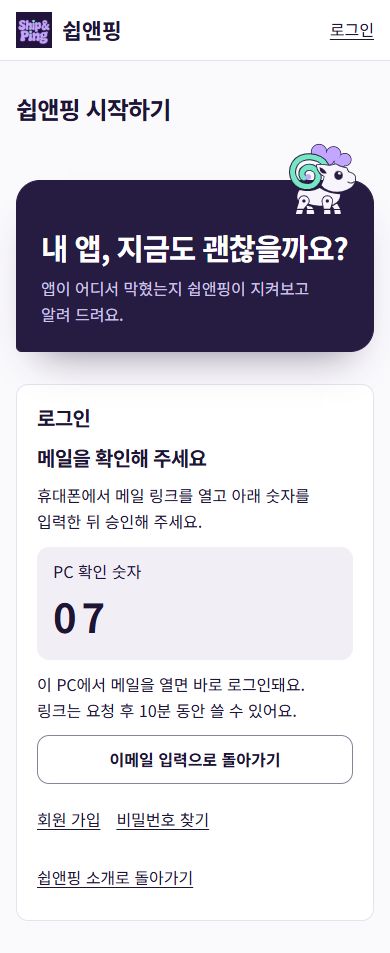 Ship&
Ping
쉽앤핑
로그인
쉽앤핑 시작하기
내 앱, 지금도 괜찮을까요?
앱이 어디서 막혔는지 쉽앤핑이 지켜보고
알려 드려요.
로그인
메일을 확인해 주세요
휴대폰에서 메일 링크를 열고 아래 숫자를
입력한 뒤 승인해 주세요.
PC 확인 숫자
07
이 PC에서 메일을 열면 바로 로그인돼요.
링크는 요청 후 10분 동안 쓸 수 있어요.
이메일 입력으로 돌아가기
회원 가입 비밀번호 찾기
쉽앤핑 소개로 돌아가기